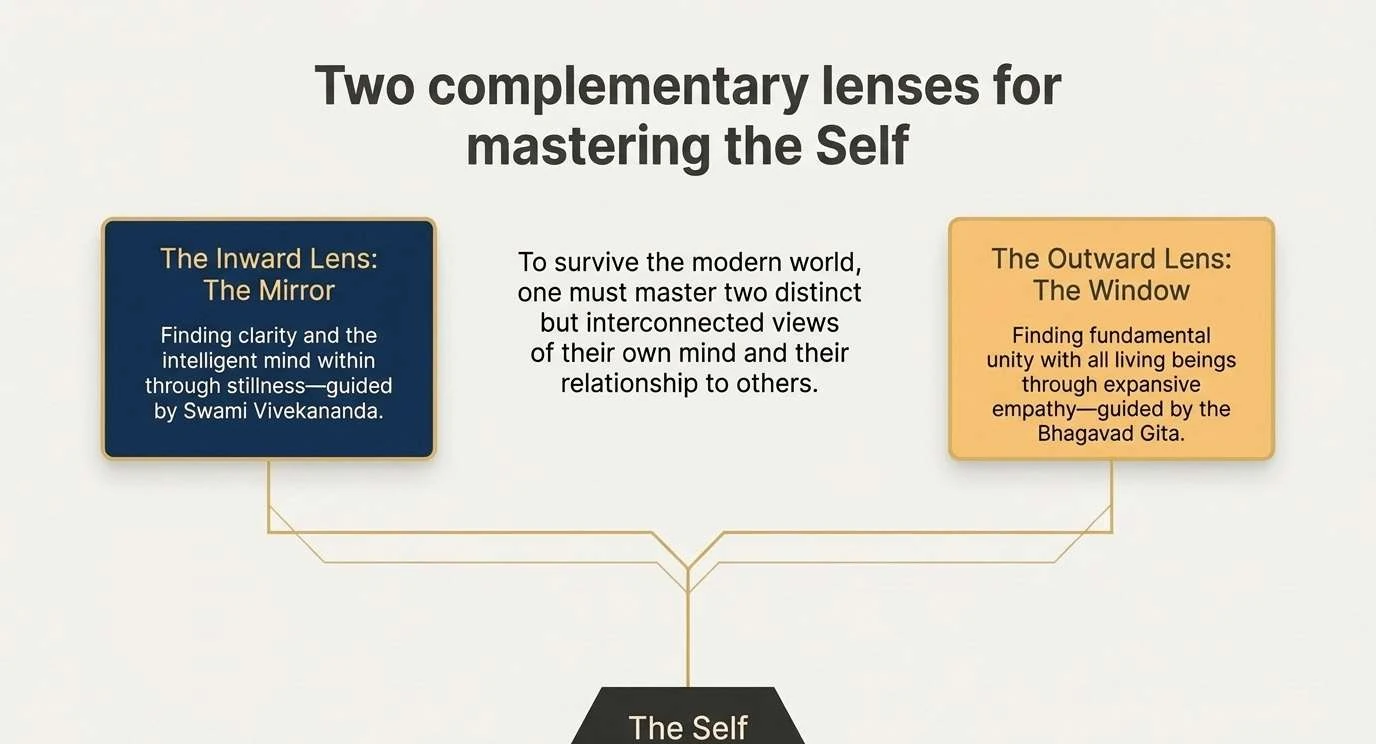 Two complementary lenses for
mastering the Self
The Inward Lens:
The Mirror
Finding clarity and the
intelligent mind within
through stillness—guided
by Swami Vivekananda.
To survive the modern world,
one must master two distinct
but interconnected views
of their own mind and their
relationship to others.
The Outward Lens:
The Window
Finding fundamental
unity with all living beings
through expansive
empathy—guided by the
Bhagavad Gita.
The Self